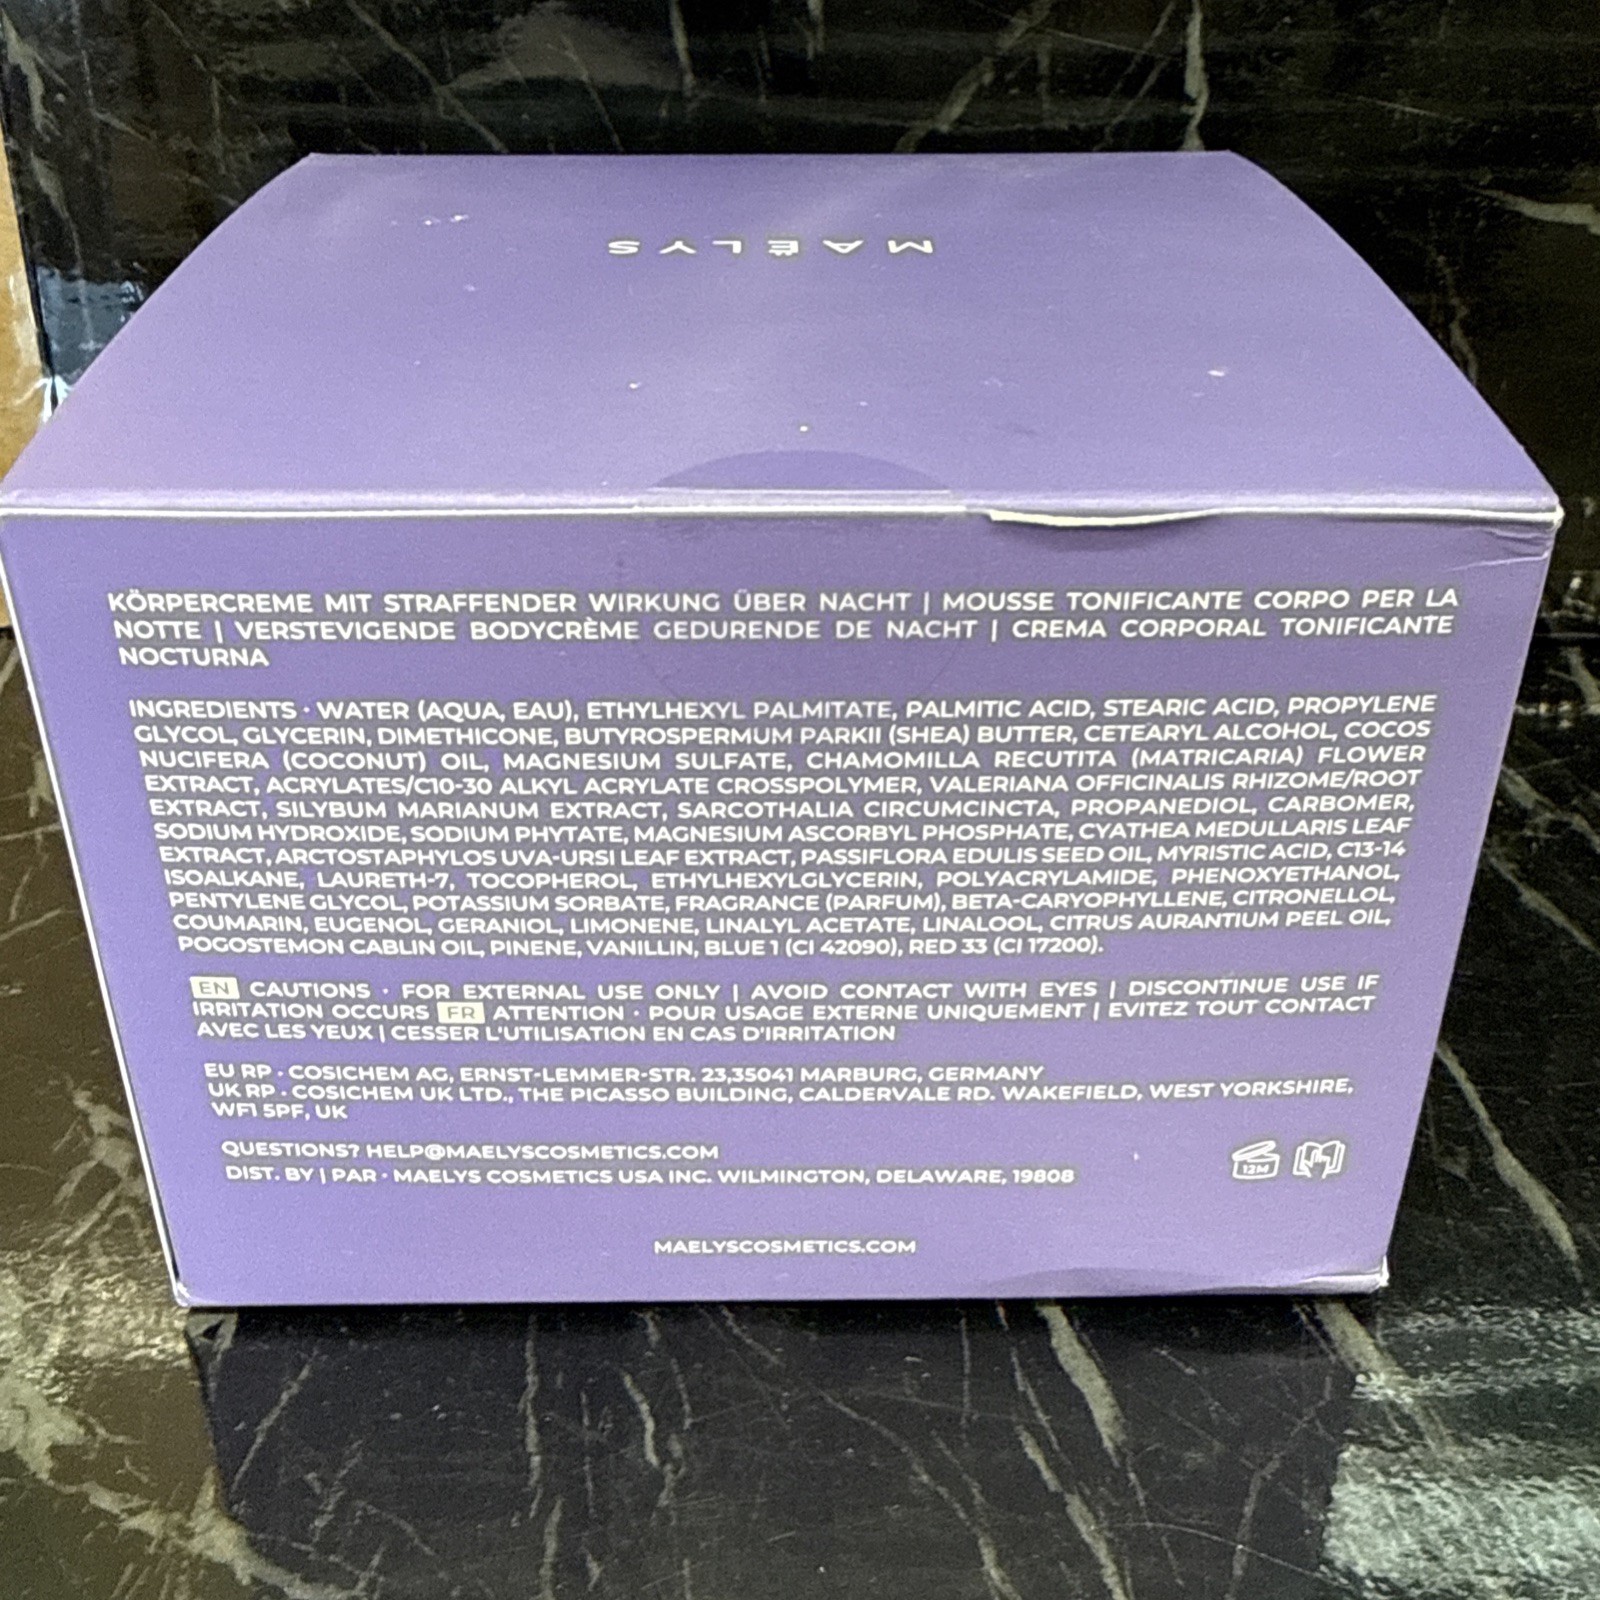 MAËLYS
KÖRPERCREME MIT STRAFFENDER WIRKUNG ÜBER NACHT | MOUSSE TONIFICANTE CORPO PER LA
NOTTE | VERSTEVIGENDE BODYCRÈME GEDURENDE DE NACHT | CREMA CORPORAL TONIFICANTE
NOCTURNA
INGREDIENTS · WATER (AQUA, EAU), ETHYLHEXYL PALMITATE, PALMITIC ACID, STEARIC ACID, PROPYLENE
GLYCOL, GLYCERIN, DIMETHICONE, BUTYROSPERMUM PARKII (SHEA) BUTTER, CETEARYL ALCOHOL, COCOS
NUCIFERA (COCONUT) OIL, MAGNESIUM SULFATE, CHAMOMILLA RECUTITA (MATRICARIA) FLOWER
EXTRACT, ACRYLATES/C10-30 ALKYL ACRYLATE CROSSPOLYMER, VALERIANA OFFICINALIS RHIZOME/ROOT
EXTRACT, SILYBUM MARIANUM EXTRACT, SARCOTHALIA CIRCUMCINCTA, PROPANEDIOL, CARBOMER,
SODIUM HYDROXIDE, SODIUM PHYTATE, MAGNESIUM ASCORBYL PHOSPHATE, CYATHEA MEDULLARIS LEAF
EXTRACT, ARCTOSTAPHYLOS UVA-URSI LEAF EXTRACT, PASSIFLORA EDULIS SEED OIL, MYRISTIC ACID, C13-14
ISOALKANE, LAURETH-7, TOCOPHEROL, ETHYLHEXYLGLYCERIN, POLYACRYLAMIDE, PHENOXYETHANOL,
PENTYLENE GLYCOL, POTASSIUM SORBATE, FRAGRANCE (PARFUM), BETA-CARYOPHYLLENE, CITRONELLOL,
COUMARIN, EUGENOL, GERANIOL, LIMONENE, LINALYL ACETATE, LINALOOL, CITRUS AURANTIUM PEEL OIL,
POGOSTEMON CABLIN OIL, PINENE, VANILLIN, BLUE 1 (CI 42090), RED 33 (CI 17200).
EN CAUTIONS · FOR EXTERNAL USE ONLY | AVOID CONTACT WITH EYES | DISCONTINUE USE IF
IRRITATION OCCURS FR ATTENTION · POUR USAGE EXTERNE UNIQUEMENT | EVITEZ TOUT CONTACT
AVEC LES YEUX | CESSER L'UTILISATION EN CAS D'IRRITATION
EU RP · COSICHEM AG, ERNST-LEMMER-STR. 23,35041 MARBURG, GERMANY
UK RP · COSICHEM UK LTD., THE PICASSO BUILDING, CALDERVALE RD. WAKEFIELD, WEST YORKSHIRE,
WF1 5PF, UK
QUESTIONS? HELP@MAELYSCOSMETICS.COM
DIST. BY | PAR · MAELYS COSMETICS USA INC. WILMINGTON, DELAWARE, 19808
12M
MAELYSCOSMETICS.COM